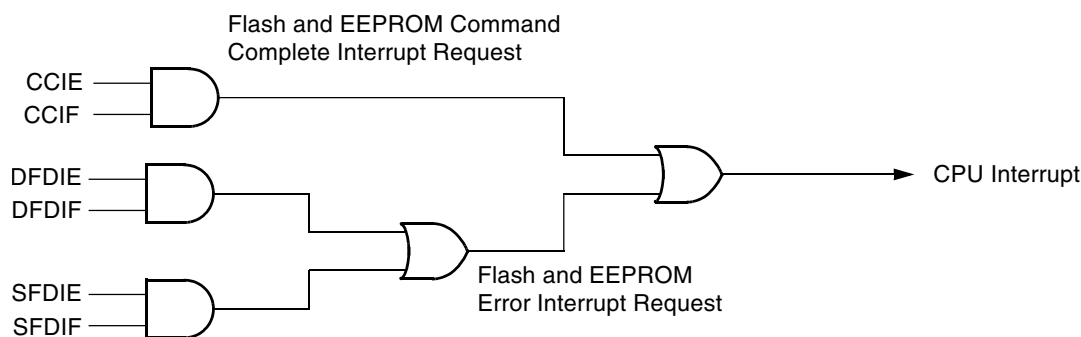 Flash and EEPROM Command
Complete Interrupt Request
CCIE
CCIF
DFDIE
DFDIF
CPU Interrupt
SFDIE
SFDIF
Flash and EEPROM
Error Interrupt Request